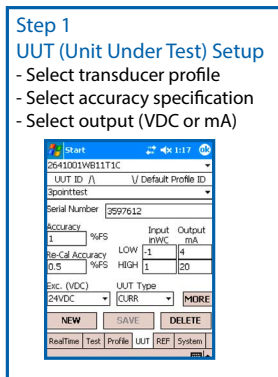 Step 1
UUT (Unit Under Test) Setup
- Select transducer profile
- Select accuracy specification
- Select output (VDC or mA)
Start 1:17 ok
2641001WB11T1C
UUT ID /\ \/ Default Profile ID
3pointtest
Serial Number 3597612
Accuracy Input Output
1 %FS inWC mA
Re-Cal Accuracy LOW -1 4
0.5 %FS HIGH 1 20
Exc. (VDC) UUT Type
24VDC CURR MORE
NEW SAVE DELETE
RealTime Test Profile UUT REF System